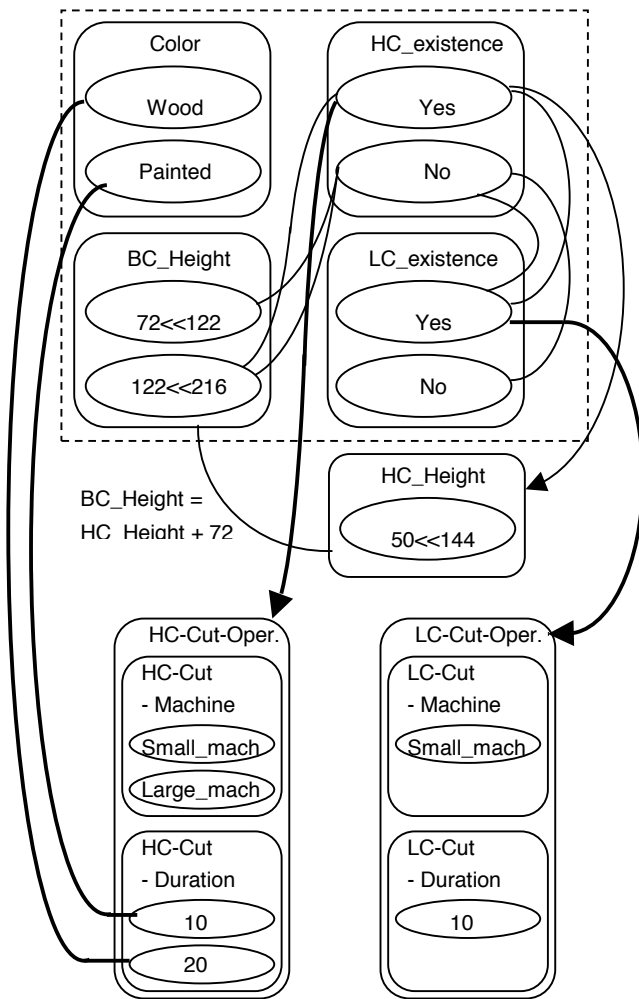 Color
Wood
Painted
HC_existence
Yes
No
BC_Height
72<<122
122<<216
LC_existence
Yes
No
BC_Height =
HC_Height + 72
HC_Height
50<<144
HC-Cut-Oper.
HC-Cut
- Machine
Small_mach
Large_mach
HC-Cut
- Duration
10
20
LC-Cut-Oper.
LC-Cut
- Machine
Small_mach
LC-Cut
- Duration
10